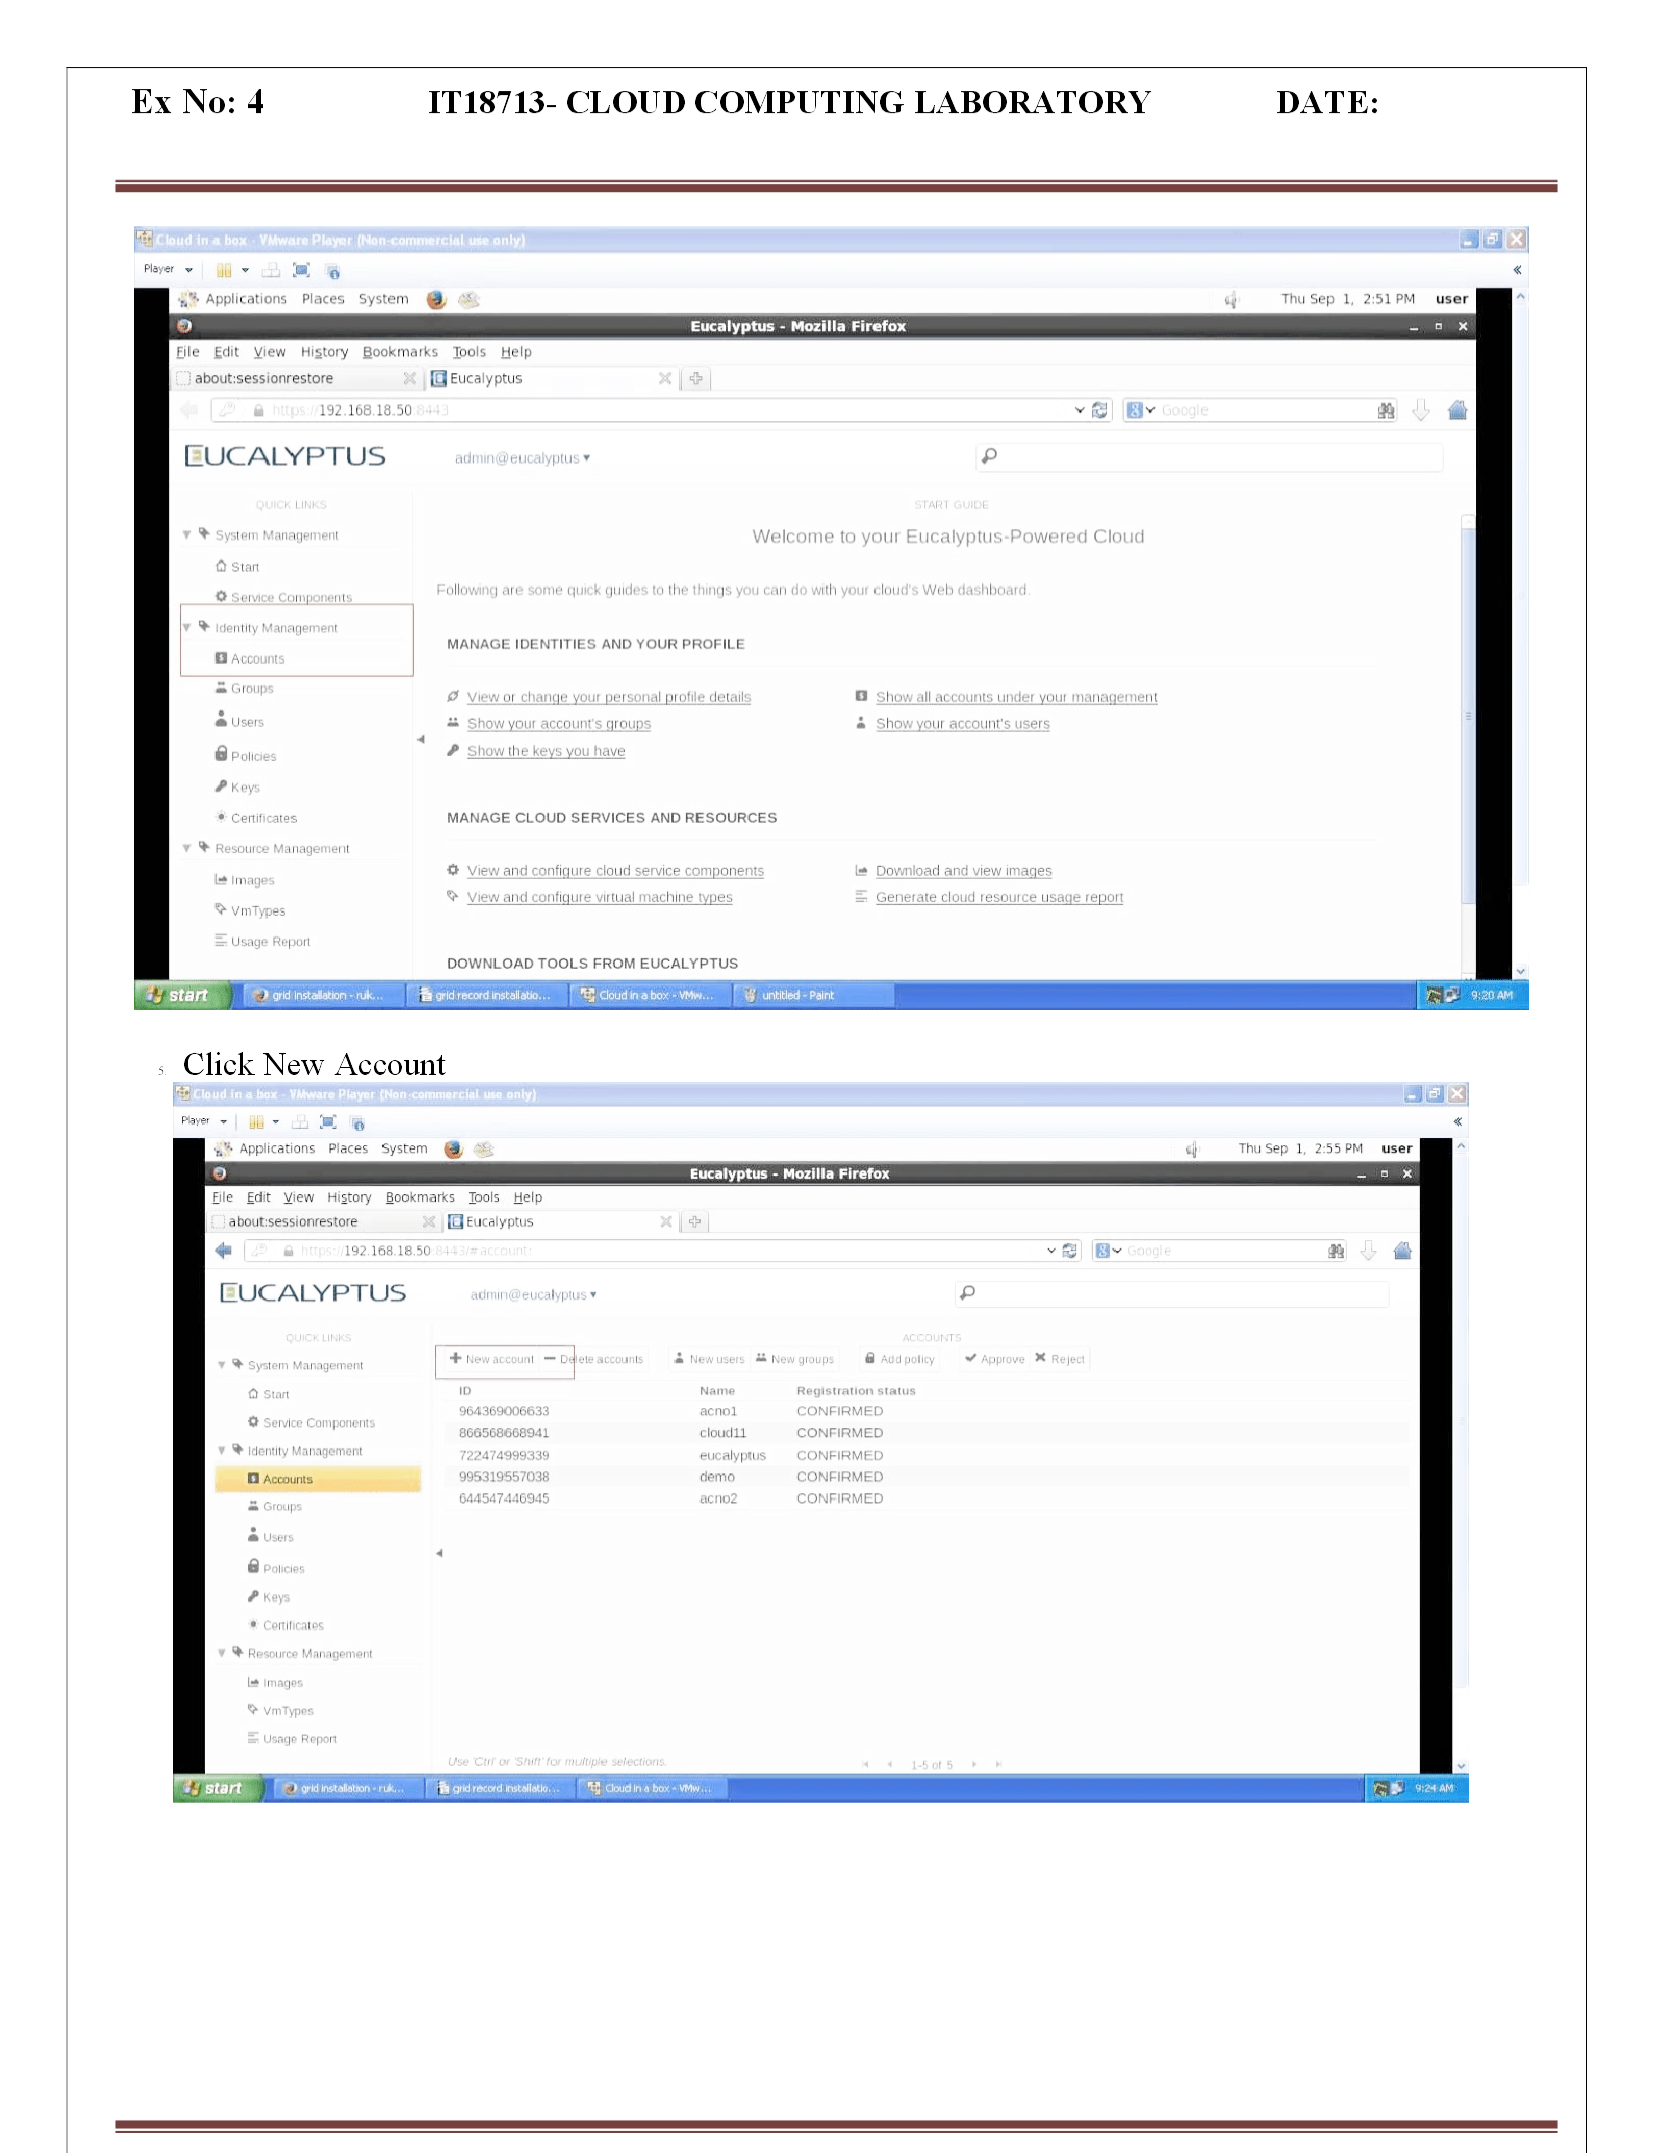 Ex No: 4 IT18713- CLOUD COMPUTING LABORATORY DATE:
Cloud in a box - VMware Player (Non-commercial use only)
Player
Applications Places System Thu Sep 1, 2:51 PM user
Eucalyptus - Mozilla Firefox
File Edit View History Bookmarks Tools Help
about:sessionrestore Eucalyptus
https://192.168.18.50:8443 Google
EUCALYPTUS admin@eucalyptus
QUICK LINKS START GUIDE
System Management Welcome to your Eucalyptus-Powered Cloud
Start
Service Components Following are some quick guides to the things you can do with your cloud's Web dashboard.
Identity Management MANAGE IDENTITIES AND YOUR PROFILE
Accounts
Groups View or change your personal profile details Show all accounts under your management
Users Show your account's groups Show your account's users
Policies Show the keys you have
Keys
Certificates MANAGE CLOUD SERVICES AND RESOURCES
Resource Management
Images View and configure cloud service components Download and view images
VmTypes View and configure virtual machine types Generate cloud resource usage report
Usage Report
DOWNLOAD TOOLS FROM EUCALYPTUS
start grid installation - ruk... grid record installatio... Cloud in a box - VMw... untitled - Paint 9:20 AM
5. Click New Account
Cloud in a box - VMware Player (Non-commercial use only)
Player
Applications Places System Thu Sep 1, 2:55 PM user
Eucalyptus - Mozilla Firefox
File Edit View History Bookmarks Tools Help
about:sessionrestore Eucalyptus
https://192.168.18.50:8443/#account: Google
EUCALYPTUS admin@eucalyptus
QUICK LINKS ACCOUNTS
System Management New account Delete accounts New users New groups Add policy Approve Reject
Start ID Name Registration status
964369006633 acno1 CONFIRMED
Service Components 866568668941 cloud11 CONFIRMED
Identity Management 722474999339 eucalyptus CONFIRMED
Accounts 995319557038 demo CONFIRMED
Groups 644547446945 acno2 CONFIRMED
Users
Policies
Keys
Certificates
Resource Management
Images
VmTypes
Usage Report
Use 'Ctrl' or 'Shift' for multiple selections. 1-5 of 5
start grid installation - ruk... grid record installatio... Cloud in a box - VMw... 9:24 AM